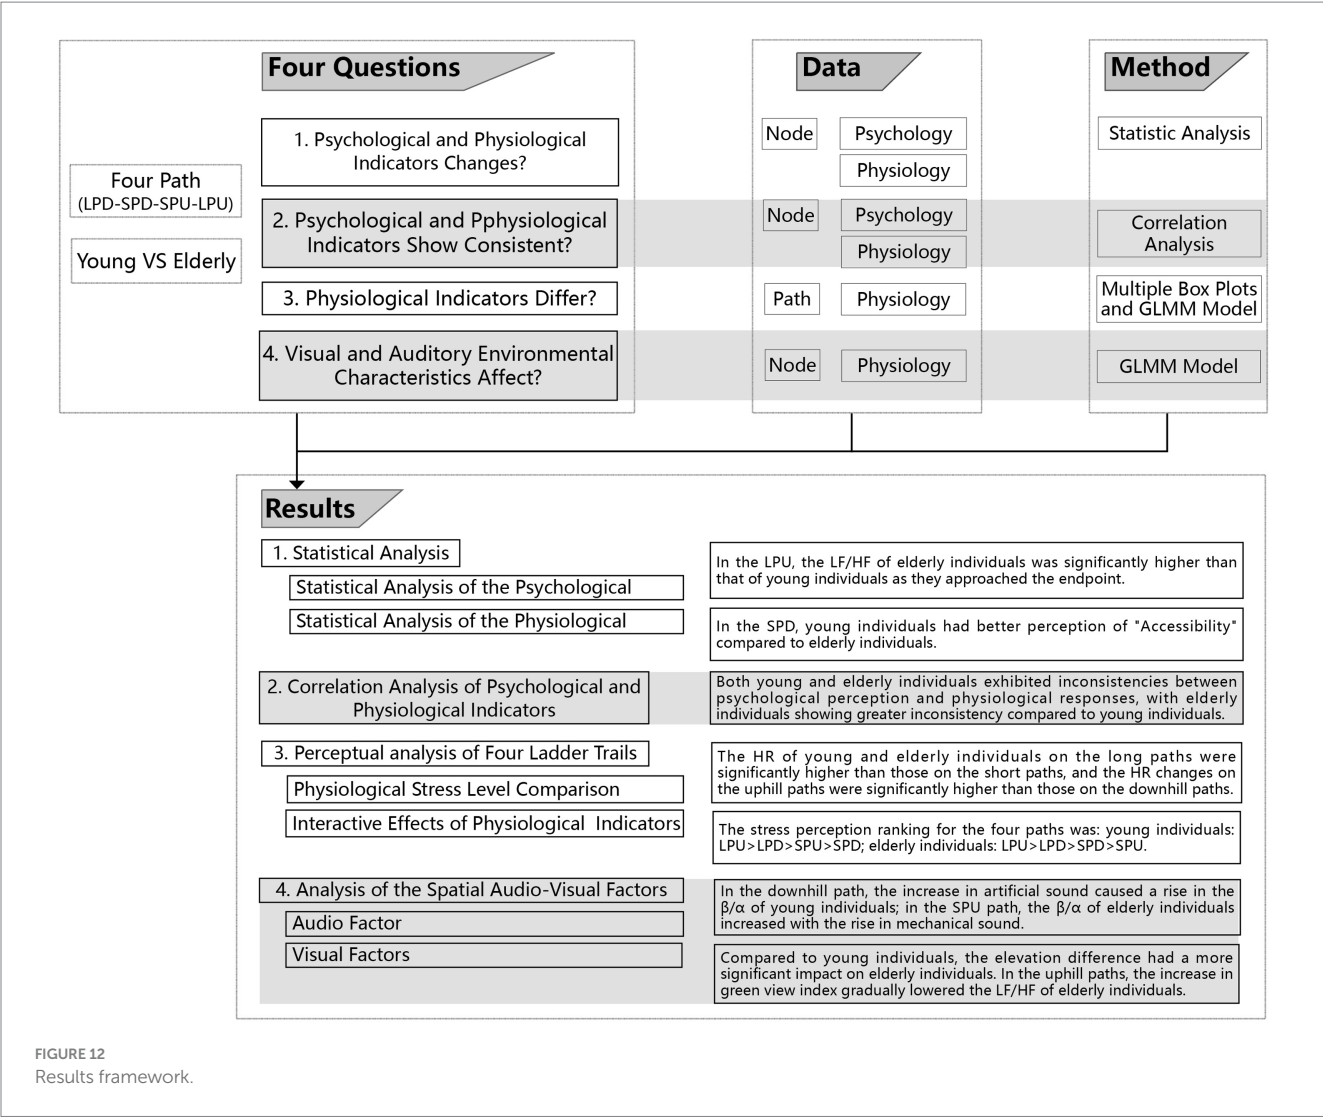 Four Questions
Data
Method
Four Path
(LPD-SPD-SPU-LPU)
Young VS Elderly
1. Psychological and Physiological
Indicators Changes?
Node
Psychology
Physiology
Statistic Analysis
2. Psychological and Pphysiological
Indicators Show Consistent?
Node
Psychology
Physiology
Correlation
Analysis
3. Physiological Indicators Differ?
Path
Physiology
Multiple Box Plots
and GLMM Model
4. Visual and Auditory Environmental
Characteristics Affect?
Node
Physiology
GLMM Model
Results
1. Statistical Analysis
Statistical Analysis of the Psychological
Statistical Analysis of the Physiological
In the LPU, the LF/HF of elderly individuals was significantly higher than
that of young individuals as they approached the endpoint.
In the SPD, young individuals had better perception of "Accessibility"
compared to elderly individuals.
2. Correlation Analysis of Psychological and
Physiological Indicators
Both young and elderly individuals exhibited inconsistencies between
psychological perception and physiological responses, with elderly
individuals showing greater inconsistency compared to young individuals.
3. Perceptual analysis of Four Ladder Trails
Physiological Stress Level Comparison
Interactive Effects of Physiological Indicators
The HR of young and elderly individuals on the long paths were
significantly higher than those on the short paths, and the HR changes on
the uphill paths were significantly higher than those on the downhill paths.
The stress perception ranking for the four paths was: young individuals:
LPU>LPD>SPU>SPD; elderly individuals: LPU>LPD>SPD>SPU.
4. Analysis of the Spatial Audio-Visual Factors
Audio Factor
Visual Factors
In the downhill path, the increase in artificial sound caused a rise in the
β/α of young individuals; in the SPU path, the β/α of elderly individuals
increased with the rise in mechanical sound.
Compared to young individuals, the elevation difference had a more
significant impact on elderly individuals. In the uphill paths, the increase in
green view index gradually lowered the LF/HF of elderly individuals.
FIGURE 12
Results framework.